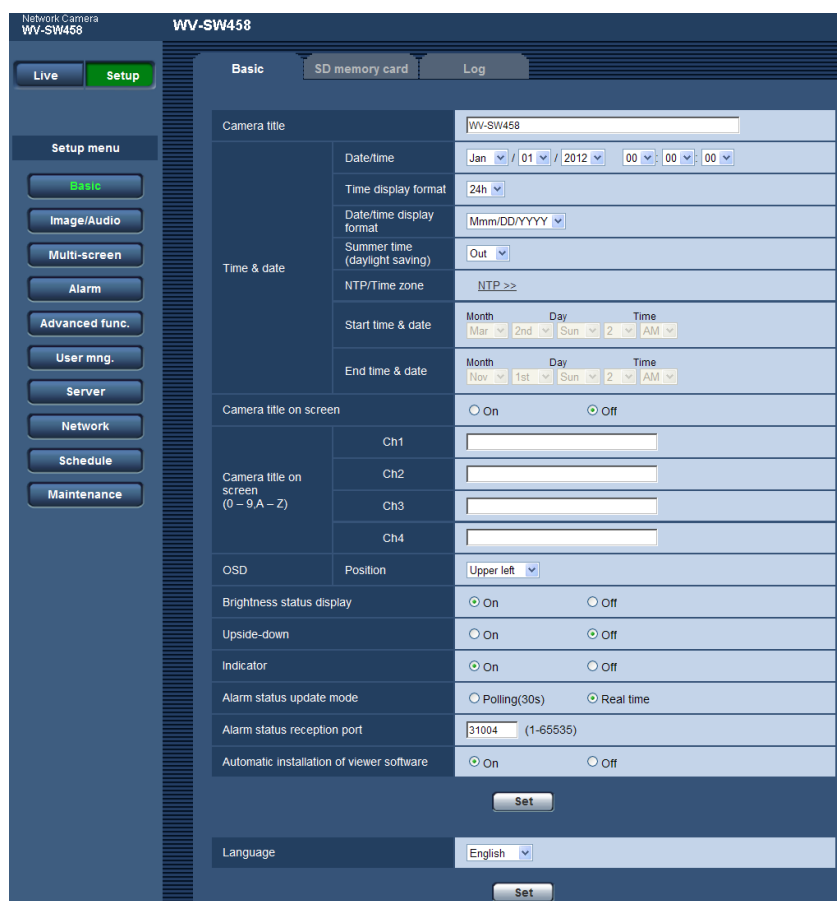 Network Camera
WV-SW458
WV-SW458
Live Setup
Basic SD memory card Log
Setup menu
Basic
Image/Audio
Multi-screen
Alarm
Advanced func.
User mng.
Server
Network
Schedule
Maintenance
Camera title WV-SW458
Time & date
Date/time Jan / 01 / 2012 00 : 00 : 00
Time display format 24h
Date/time display
format Mmm/DD/YYYY
Summer time
(daylight saving) Out
NTP/Time zone NTP >>
Start time & date
Month Day Time
Mar 2nd Sun 2 AM
End time & date
Month Day Time
Nov 1st Sun 2 AM
Camera title on screen On Off
Camera title on
screen
(0 – 9,A – Z)
Ch1
Ch2
Ch3
Ch4
OSD Position Upper left
Brightness status display On Off
Upside-down On Off
Indicator On Off
Alarm status update mode Polling(30s) Real time
Alarm status reception port 31004 (1-65535)
Automatic installation of viewer software On Off
Set
Language English
Set